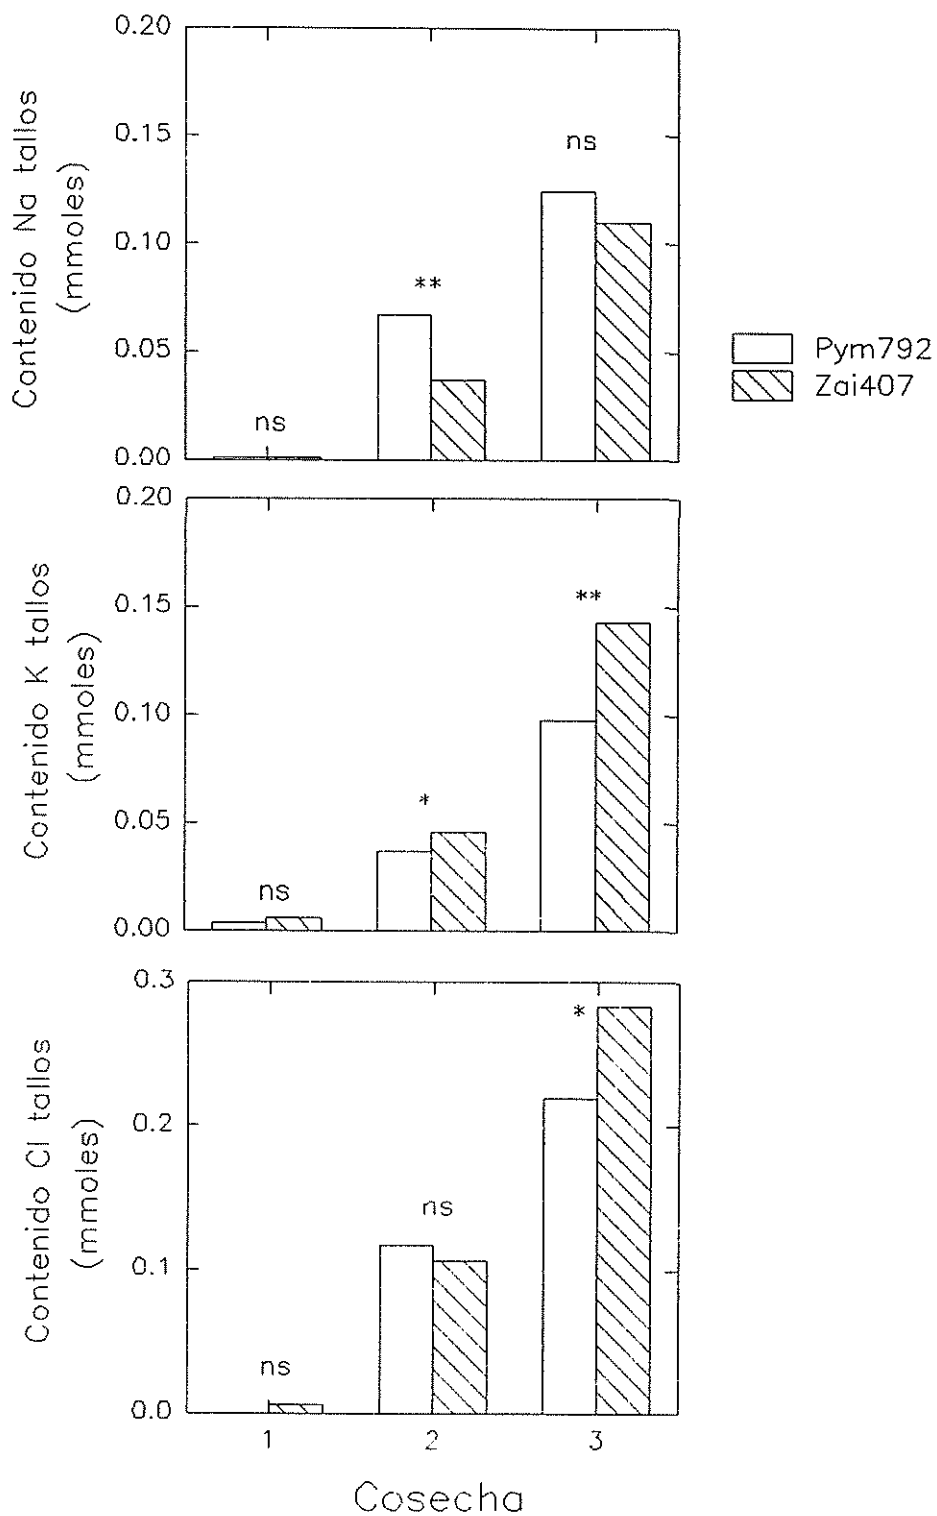 0.20
0.15
0.10
0.05
0.00
Contenido Na tallos
(mmoles)
ns
**
ns
Pym792
Zai407
0.20
0.15
0.10
0.05
0.00
Contenido K tallos
(mmoles)
ns
*
**
0.3
0.2
0.1
0.0
Contenido Cl tallos
(mmoles)
ns
ns
*
1 2 3
Cosecha